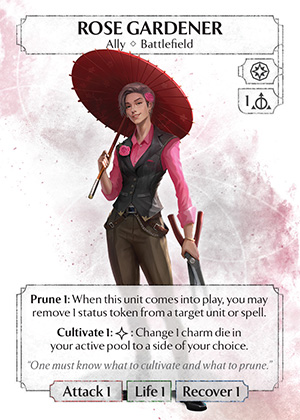 ROSE GARDENER
Ally ⟡ Battlefield
1
Prune 1: When this unit comes into play, you may
remove 1 status token from a target unit or spell.
Cultivate 1: ⟡ : Change 1 charm die in
your active pool to a side of your choice.
"One must know what to cultivate and what to prune."
Attack 1 Life 1 Recover 1